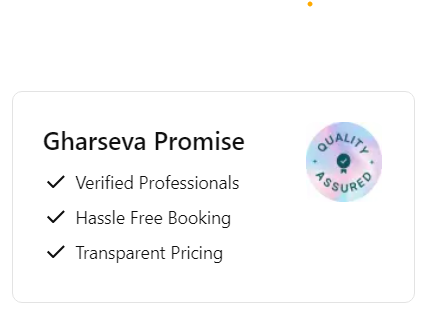 Gharseva Promise
QUALITY
ASSURED
Verified Professionals
Hassle Free Booking
Transparent Pricing